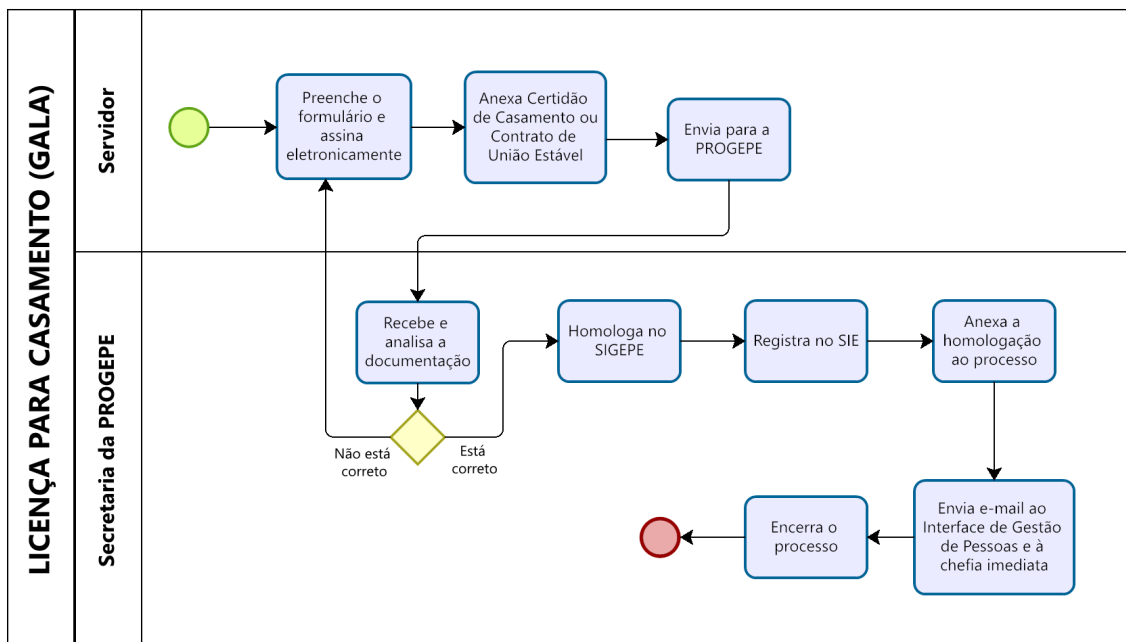 LICENÇA PARA CASAMENTO (GALA)
Servidor
Preenche o
formulário e
assina
eletronicamente
Anexa Certidão
de Casamento ou
Contrato de
União Estável
Envia para a
PROGEPE
Secretaria da PROGEPE
Recebe e
analisa a
documentação
Não está
correto
Está
correto
Homologa no
SIGEPE
Registra no SIE
Anexa a
homologação
ao processo
Envia e-mail ao
Interface de Gestão
de Pessoas e à
chefia imediata
Encerra o
processo